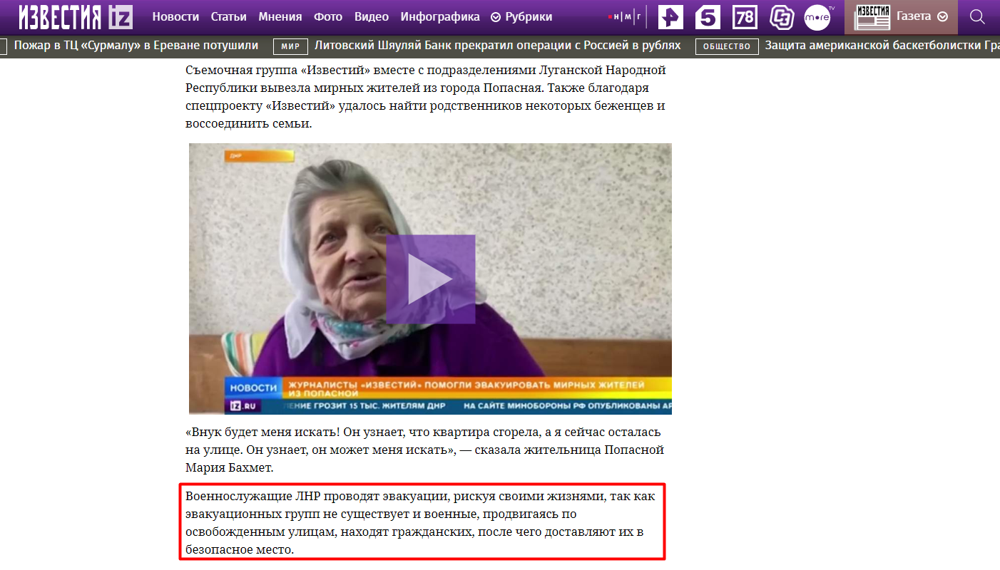 ИЗВЕСТИЯ iz Новости Статьи Мнения Фото Видео Инфографика Рубрики н|м|г 5 78 more TV ИЗВЕСТИЯ Газета
Пожар в ТЦ «Сурмалу» в Ереване потушили МИР Литовский Шяуляй Банк прекратил операции с Россией в рублях ОБЩЕСТВО Защита американской баскетболистки Гра
Съемочная группа «Известий» вместе с подразделениями Луганской Народной
Республики вывезла мирных жителей из города Попасная. Также благодаря
спецпроекту «Известий» удалось найти родственников некоторых беженцев и
воссоединить семьи.
ДНР
НОВОСТИ ЖУРНАЛИСТЫ «ИЗВЕСТИЙ» ПОМОГЛИ ЭВАКУИРОВАТЬ МИРНЫХ ЖИТЕЛЕЙ
ИЗ ПОПАСНОЙ
iz.RU ЛЕНИЕ ГРОЗИТ 15 ТЫС. ЖИТЕЛЯМ ДНР НА САЙТЕ МИНОБОРОНЫ РФ ОПУБЛИКОВАНЫ АР
«Внук будет меня искать! Он узнает, что квартира сгорела, а я сейчас осталась
на улице. Он узнает, он может меня искать», — сказала жительница Попасной
Мария Бахмет.
Военнослужащие ЛНР проводят эвакуации, рискуя своими жизнями, так как
эвакуационных групп не существует и военные, продвигаясь по
освобожденным улицам, находят гражданских, после чего доставляют их в
безопасное место.